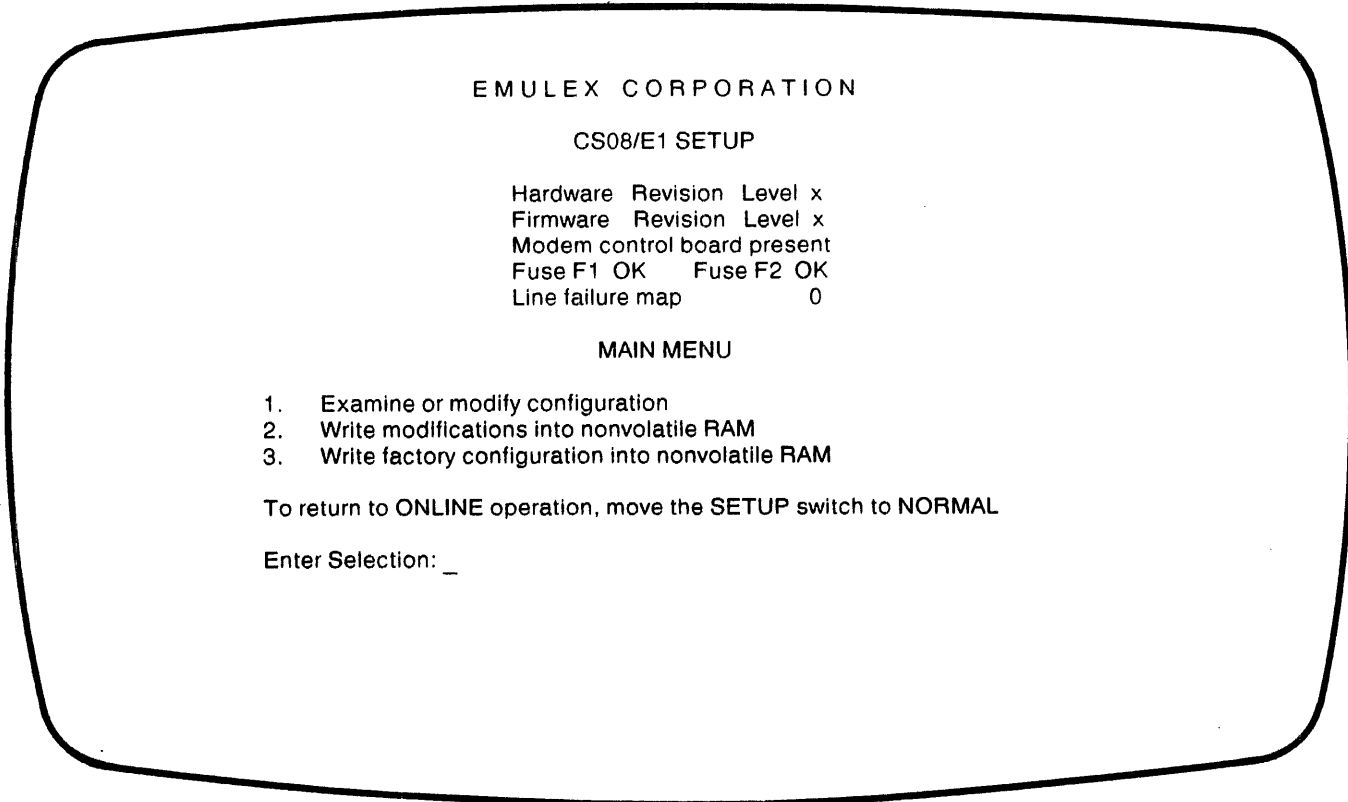 EMULEX CORPORATION
CS08/E1 SETUP
Hardware Revision Level x
Firmware Revision Level x
Modem control board present
Fuse F1 OK Fuse F2 OK
Line failure map 0
MAIN MENU
1. Examine or modify configuration
2. Write modifications into nonvolatile RAM
3. Write factory configuration into nonvolatile RAM
To return to ONLINE operation, move the SETUP switch to NORMAL
Enter Selection: _